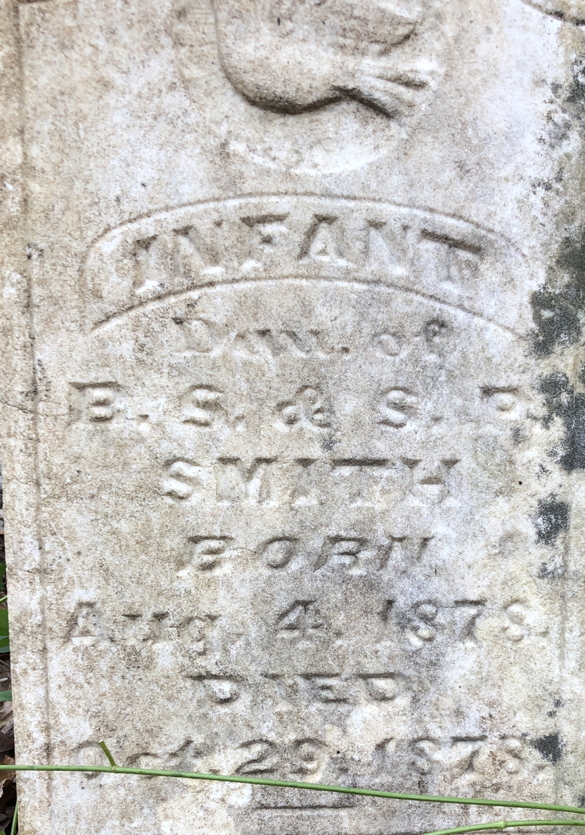 INFANT
Dau. of
B. S. & S. P.
SMITH
BORN
Aug. 4. 1878.
DIED
Oct. 29. 1878.